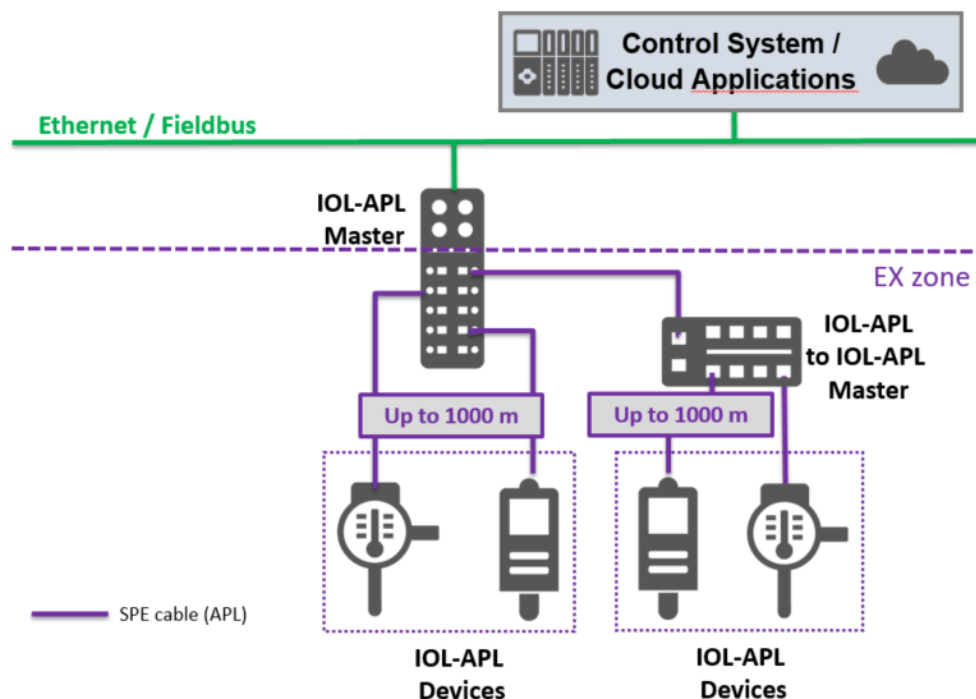 Control System /
Cloud Applications
Ethernet / Fieldbus
IOL-APL
Master
EX zone
IOL-APL
to IOL-APL
Master
Up to 1000 m
Up to 1000 m
SPE cable (APL)
IOL-APL
Devices
IOL-APL
Devices